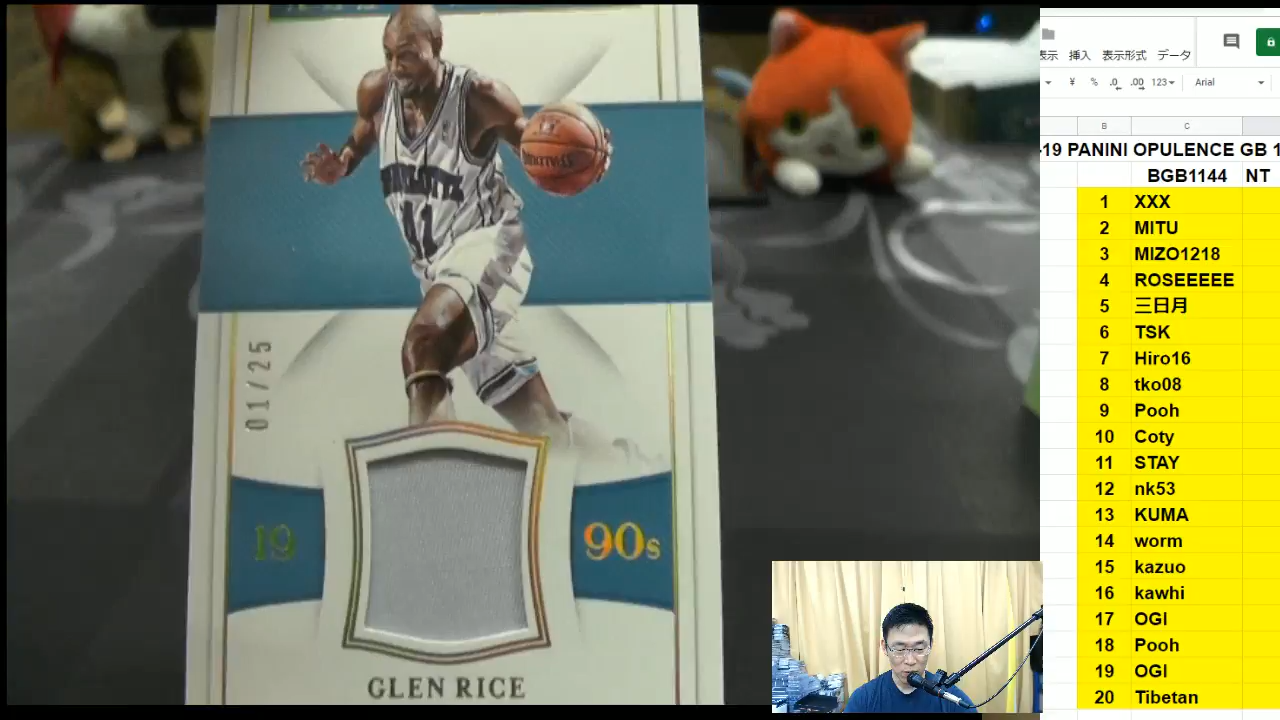 CHARLOTTE
41
01/25
19 90s
GLEN RICE
表示 挿入 表示形式 データ
¥ % .0 .00 123 Arial
B C
-19 PANINI OPULENCE GB 1
BGB1144 NT
1 XXX
2 MITU
3 MIZO1218
4 ROSEEEEE
5 三日月
6 TSK
7 Hiro16
8 tko08
9 Pooh
10 Coty
11 STAY
12 nk53
13 KUMA
14 worm
15 kazuo
16 kawhi
17 OGI
18 Pooh
19 OGI
20 Tibetan